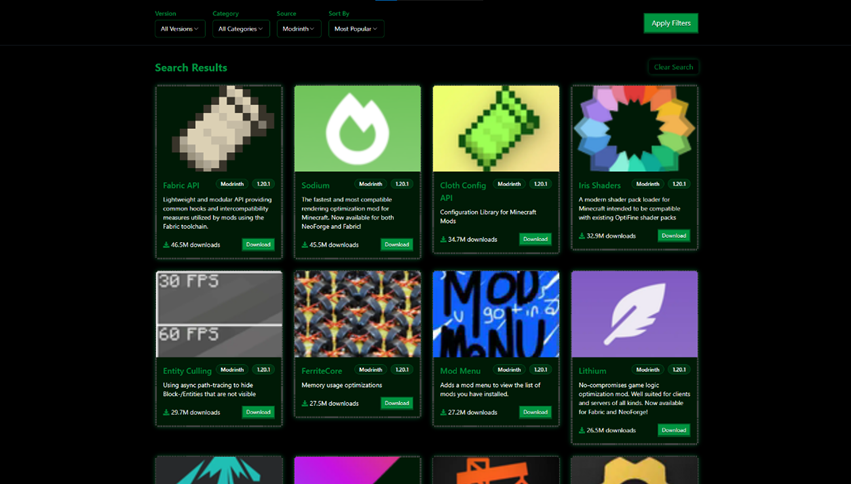 Version
Category
Source
Sort By
All Versions
All Categories
Modrinth
Most Popular
Apply Filters
Search Results
Clear Search
Fabric API
Modrinth
1.20.1
Lightweight and modular API providing
common hooks and intercompatibility
measures utilized by mods using the
Fabric toolchain.
46.5M downloads
Download
Sodium
Modrinth
1.20.1
The fastest and most compatible
rendering optimization mod for
Minecraft. Now available for both
NeoForge and Fabric!
45.5M downloads
Download
Cloth Config
API
Modrinth
1.20.1
Configuration Library for Minecraft
Mods
34.7M downloads
Download
Iris Shaders
Modrinth
1.20.1
A modern shader pack loader for
Minecraft intended to be compatible
with existing OptiFine shader packs
32.9M downloads
Download
30 FPS
60 FPS
Entity Culling
Modrinth
1.20.1
Using async path-tracing to hide
Block-/Entities that are not visible
29.7M downloads
Download
FerriteCore
Modrinth
1.20.1
Memory usage optimizations
27.5M downloads
Download
MOD
u go+in a
MONU
Mod Menu
Modrinth
1.20.1
Adds a mod menu to view the list of
mods you have installed.
27.2M downloads
Download
Lithium
Modrinth
1.20.1
No-compromises game logic
optimization mod. Well suited for clients
and servers of all kinds. Now available
for Fabric and NeoForge!
26.5M downloads
Download